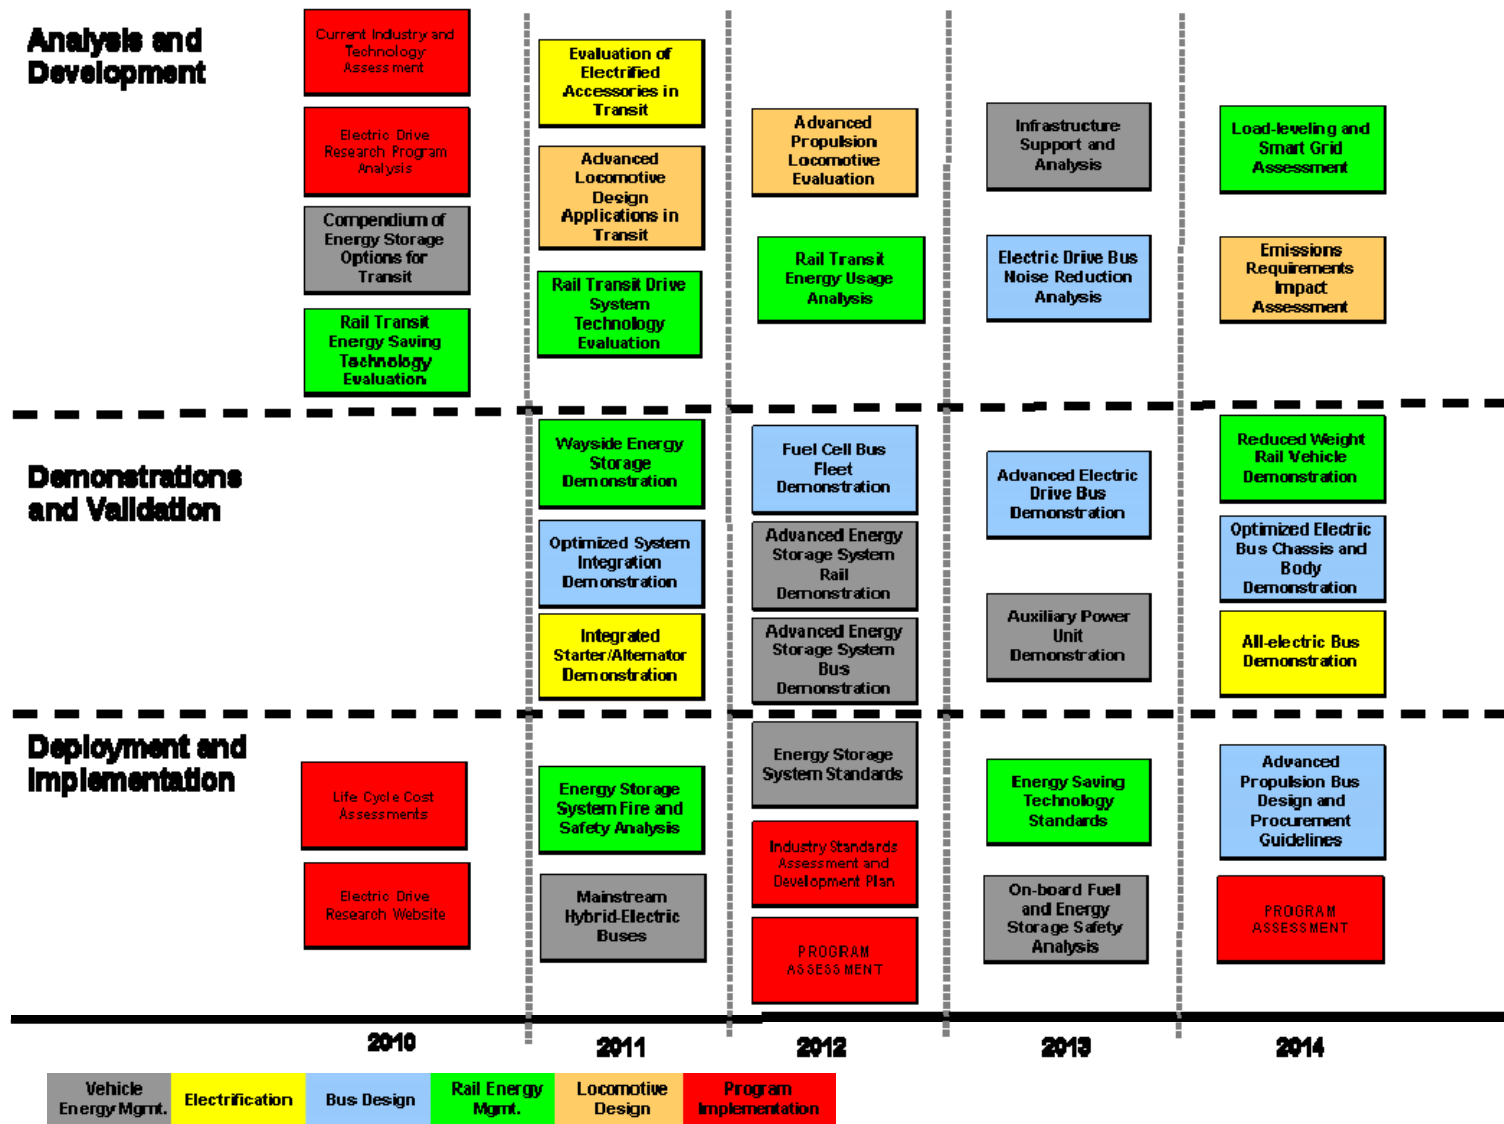 Analysis and
Development
Current Industry and
Technology
Assessment
Electric Drive
Research Program
Analysis
Compendium of
Energy Storage
Options for
Transit
Rail Transit
Energy Saving
Technology
Evaluation
Evaluation of
Electrified
Accessories in
Transit
Advanced
Locomotive
Design
Applications in
Transit
Rail Transit Drive
System
Technology
Evaluation
Advanced
Propulsion
Locomotive
Evaluation
Rail Transit
Energy Usage
Analysis
Infrastructure
Support and
Analysis
Electric Drive Bus
Noise Reduction
Analysis
Load-leveling and
Smart Grid
Assessment
Emissions
Requirements
Impact
Assessment
Demonstrations
and Validation
Wayside Energy
Storage
Demonstration
Optimized System
Integration
Demonstration
Integrated
Starter/Alternator
Demonstration
Fuel Cell Bus
Fleet
Demonstration
Advanced Energy
Storage System
Rail
Demonstration
Advanced Energy
Storage System
Bus
Demonstration
Advanced Electric
Drive Bus
Demonstration
Auxiliary Power
Unit
Demonstration
Reduced Weight
Rail Vehicle
Demonstration
Optimized Electric
Bus Chassis and
Body
Demonstration
All-electric Bus
Demonstration
Deployment and
Implementation
Life Cycle Cost
Assessments
Electric Drive
Research Website
Energy Storage
System Fire and
Safety Analysis
Mainstream
Hybrid-Electric
Buses
Energy Storage
System Standards
Industry Standards
Assessment and
Development Plan
PROGRAM
ASSESSMENT
Energy Saving
Technology
Standards
On-board Fuel
and Energy
Storage Safety
Analysis
Advanced
Propulsion Bus
Design and
Procurement
Guidelines
PROGRAM
ASSESSMENT
2010
2011
2012
2013
2014
Vehicle
Energy Mgmt.
Electrification
Bus Design
Rail Energy
Mgmt.
Locomotive
Design
Program
Implementation